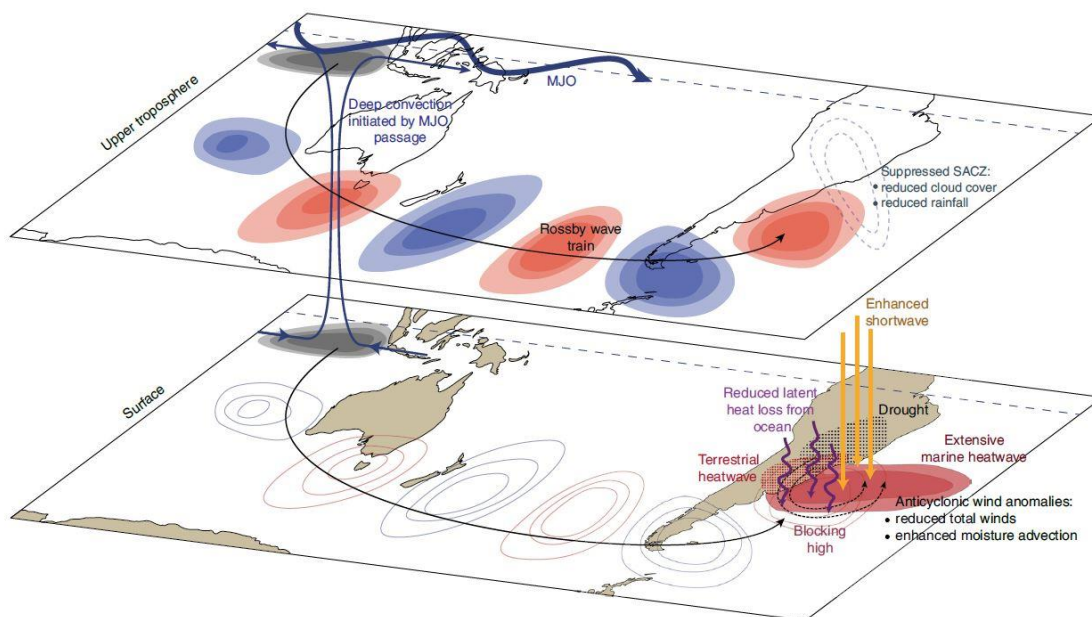 Upper troposphere
MJO
Deep convection
initiated by MJO
passage
Suppressed SACZ:
• reduced cloud cover
• reduced rainfall
Rossby wave
train
Surface
Enhanced
shortwave
Reduced latent
heat loss from
ocean
Drought
Terrestrial
heatwave
Extensive
marine heatwave
Anticyclonic wind anomalies:
• reduced total winds
• enhanced moisture advection
Blocking
high